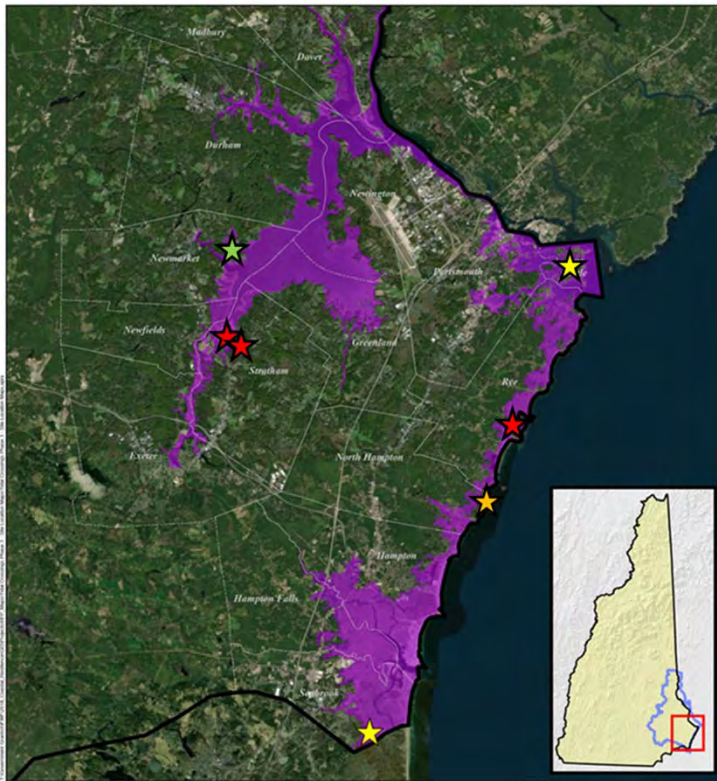 Madbury
Dover
Durham
Newington
Newmarket
Portsmouth
Newfields
Greenland
Stratham
Rye
Exeter
North Hampton
Hampton
Hampton Falls
Seabrook